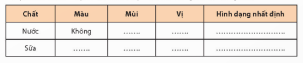 Chất Màu Mùi Vị Hình dạng nhất định
Nước Không ....... ....... ..............................
Sữa ....... ....... ....... ..............................